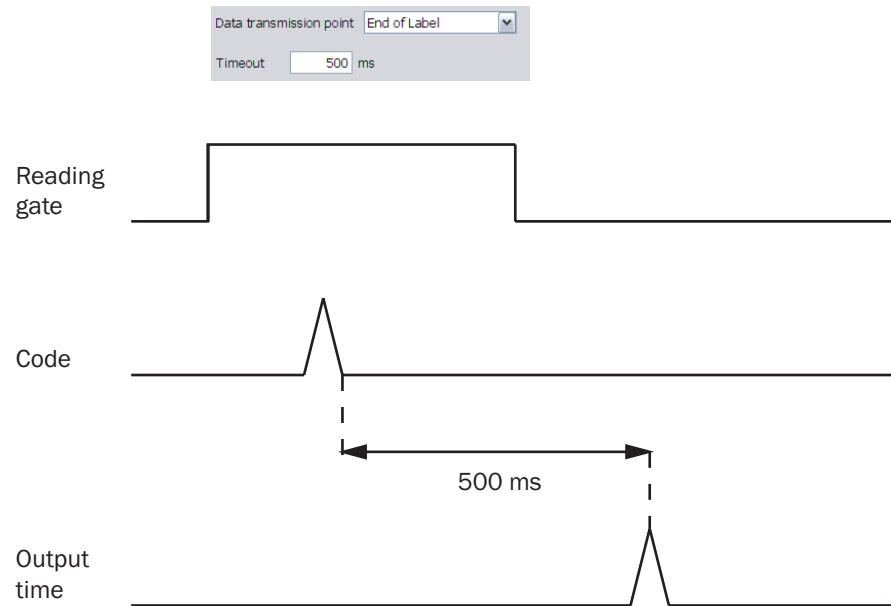 Data transmission point End of Label
Timeout 500 ms
Reading
gate
Code
500 ms
Output
time